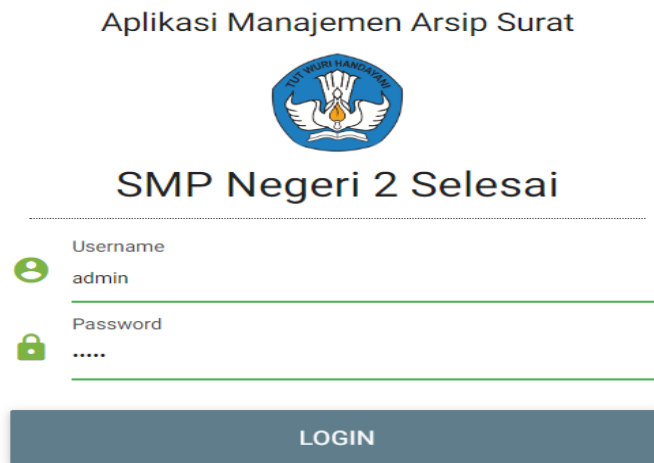 Aplikasi Manajemen Arsip Surat
TUT WURI HANDAYANI
SMP Negeri 2 Selesai
Username
admin
Password
•••••
LOGIN